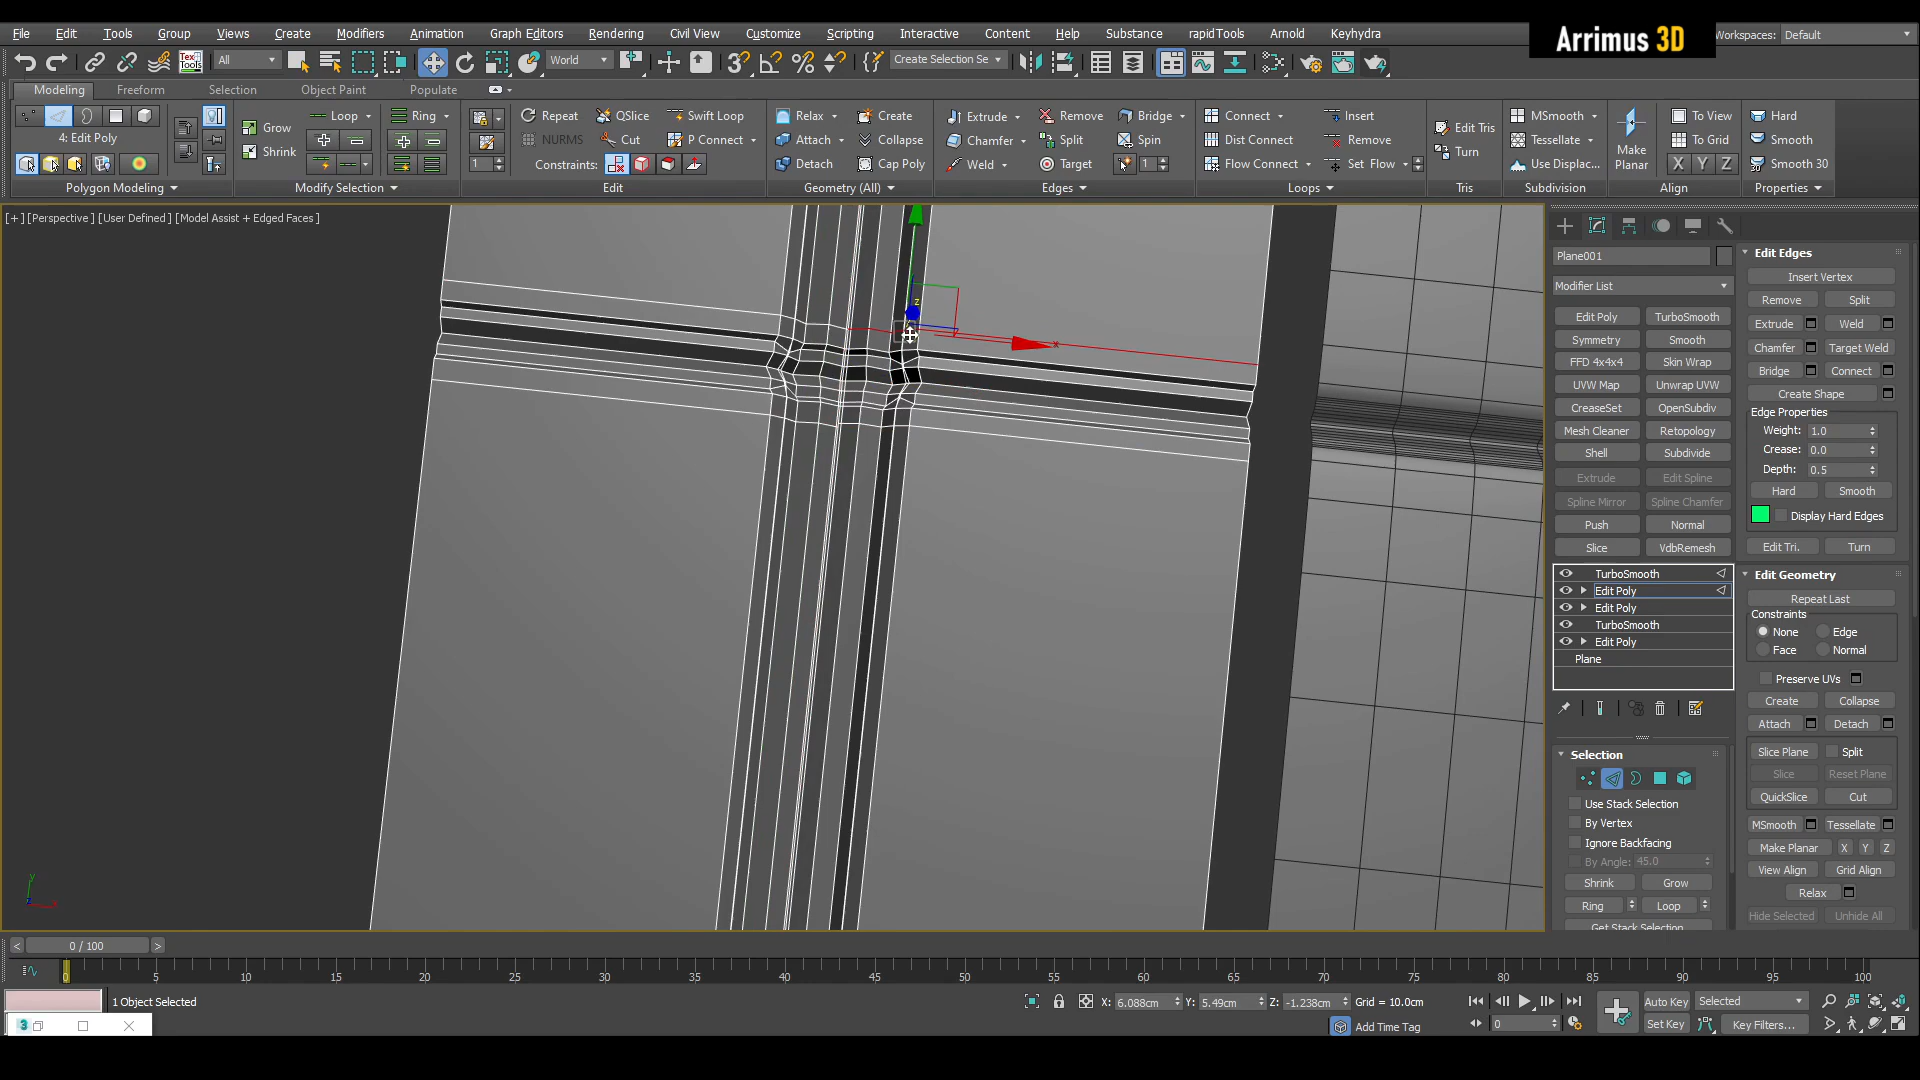 Arrimus 3D
File Edit Tools Group Views Create Modifiers Animation Graph Editors Rendering Civil View Customize Scripting Interactive Content Help Substance rapidTools Arnold Keyhydra Workspaces: Default
All World Create Selection Se
Modeling Freeform Selection Object Paint Populate
Grow Loop Ring Repeat QSlice Swift Loop Relax Create Extrude Remove Bridge Connect Insert Edit Tris MSmooth To View Hard
4: Edit Poly NURMS Cut P Connect Attach Collapse Chamfer Split Spin Dist Connect Remove Tessellate To Grid Smooth
Shrink 1 Constraints: Detach Cap Poly Weld Target 1 Flow Connect Set Flow Turn Use Displac... Make Planar X Y Z Smooth 30
Polygon Modeling Modify Selection Edit Geometry (All) Edges Loops Tris Subdivision Align Properties
[+] [Perspective] [User Defined] [Model Assist + Edged Faces]
z
x
y
Plane001
Modifier List
Edit Poly TurboSmooth
Symmetry Smooth
FFD 4x4x4 Skin Wrap
UV Map Unwrap UVW
CreaseSet OpenSubdiv
Mesh Cleaner Retopology
Shell Subdivide
Extrude Edit Spline
Spline Mirror Spline Chamfer
Push Normal
Slice VdbRemesh
TurboSmooth
Edit Poly
Edit Poly
TurboSmooth
Edit Poly
Plane
Selection
Use Stack Selection
By Vertex
Ignore Backfacing
By Angle: 45.0
Shrink Grow
Ring Loop
Get Stack Selection
Edit Edges
Insert Vertex
Remove Split
Extrude Weld
Chamfer Target Weld
Bridge Connect
Create Shape
Edge Properties
Weight: 1.0
Crease: 0.0
Depth: 0.5
Hard Smooth
Display Hard Edges
Edit Tri. Turn
Edit Geometry
Repeat Last
Constraints
None Edge
Face Normal
Preserve UVs
Create Collapse
Attach Detach
Slice Plane Split
Slice Reset Plane
QuickSlice Cut
MSmooth Tessellate
Make Planar X Y Z
View Align Grid Align
Relax
Hide Selected Unhide All
< 0 / 100 >
0 5 10 15 20 25 30 35 40 45 50 55 60 65 70 75 80 85 90 95 100
1 Object Selected X: 6.088cm Y: 5.49cm Z: -1.238cm Grid = 10.0cm Auto Key Selected
3 Add Time Tag 0 Set Key Key Filters...